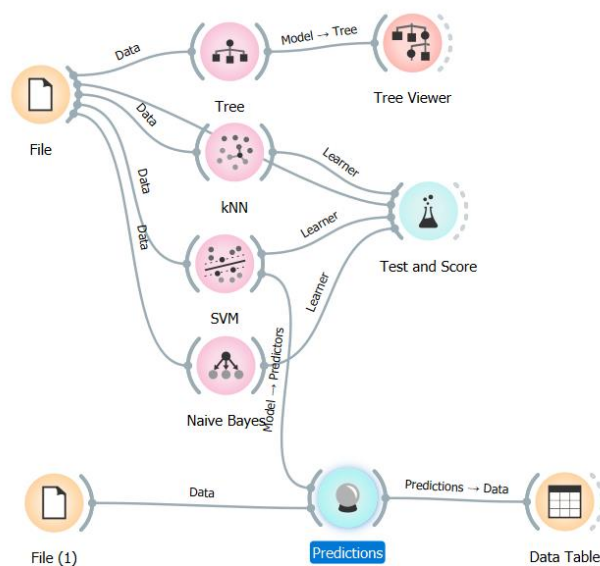 Data
Model → Tree
Tree
Tree Viewer
File
Data
Learner
kNN
Data
Learner
Test and Score
Data
SVM
Learner
Model → Predictors
Naive Bayes
Data
Predictions → Data
File (1)
Predictions
Data Table